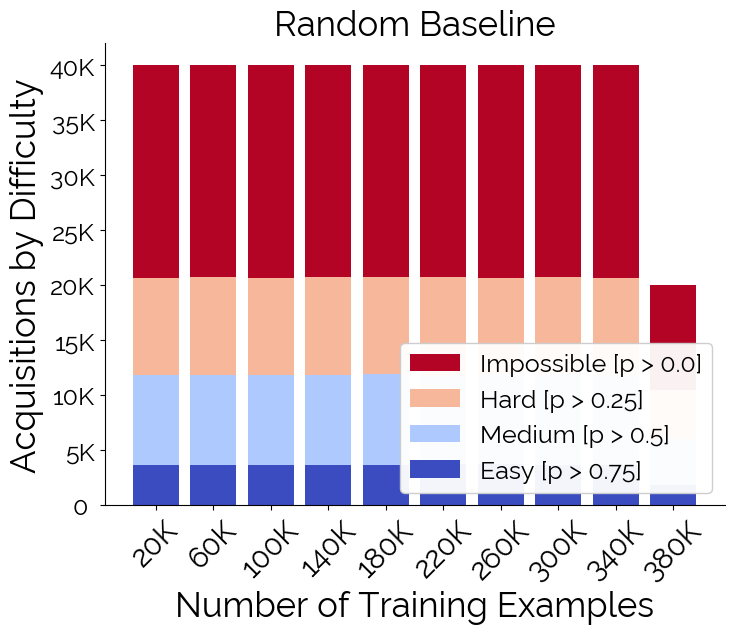 Random Baseline
Acquisitions by Difficulty
40K
35K
30K
25K
20K
15K
10K
5K
0
Impossible [p > 0.0]
Hard [p > 0.25]
Medium [p > 0.5]
Easy [p > 0.75]
20K 60K 100K 140K 180K 220K 260K 300K 340K 380K
Number of Training Examples